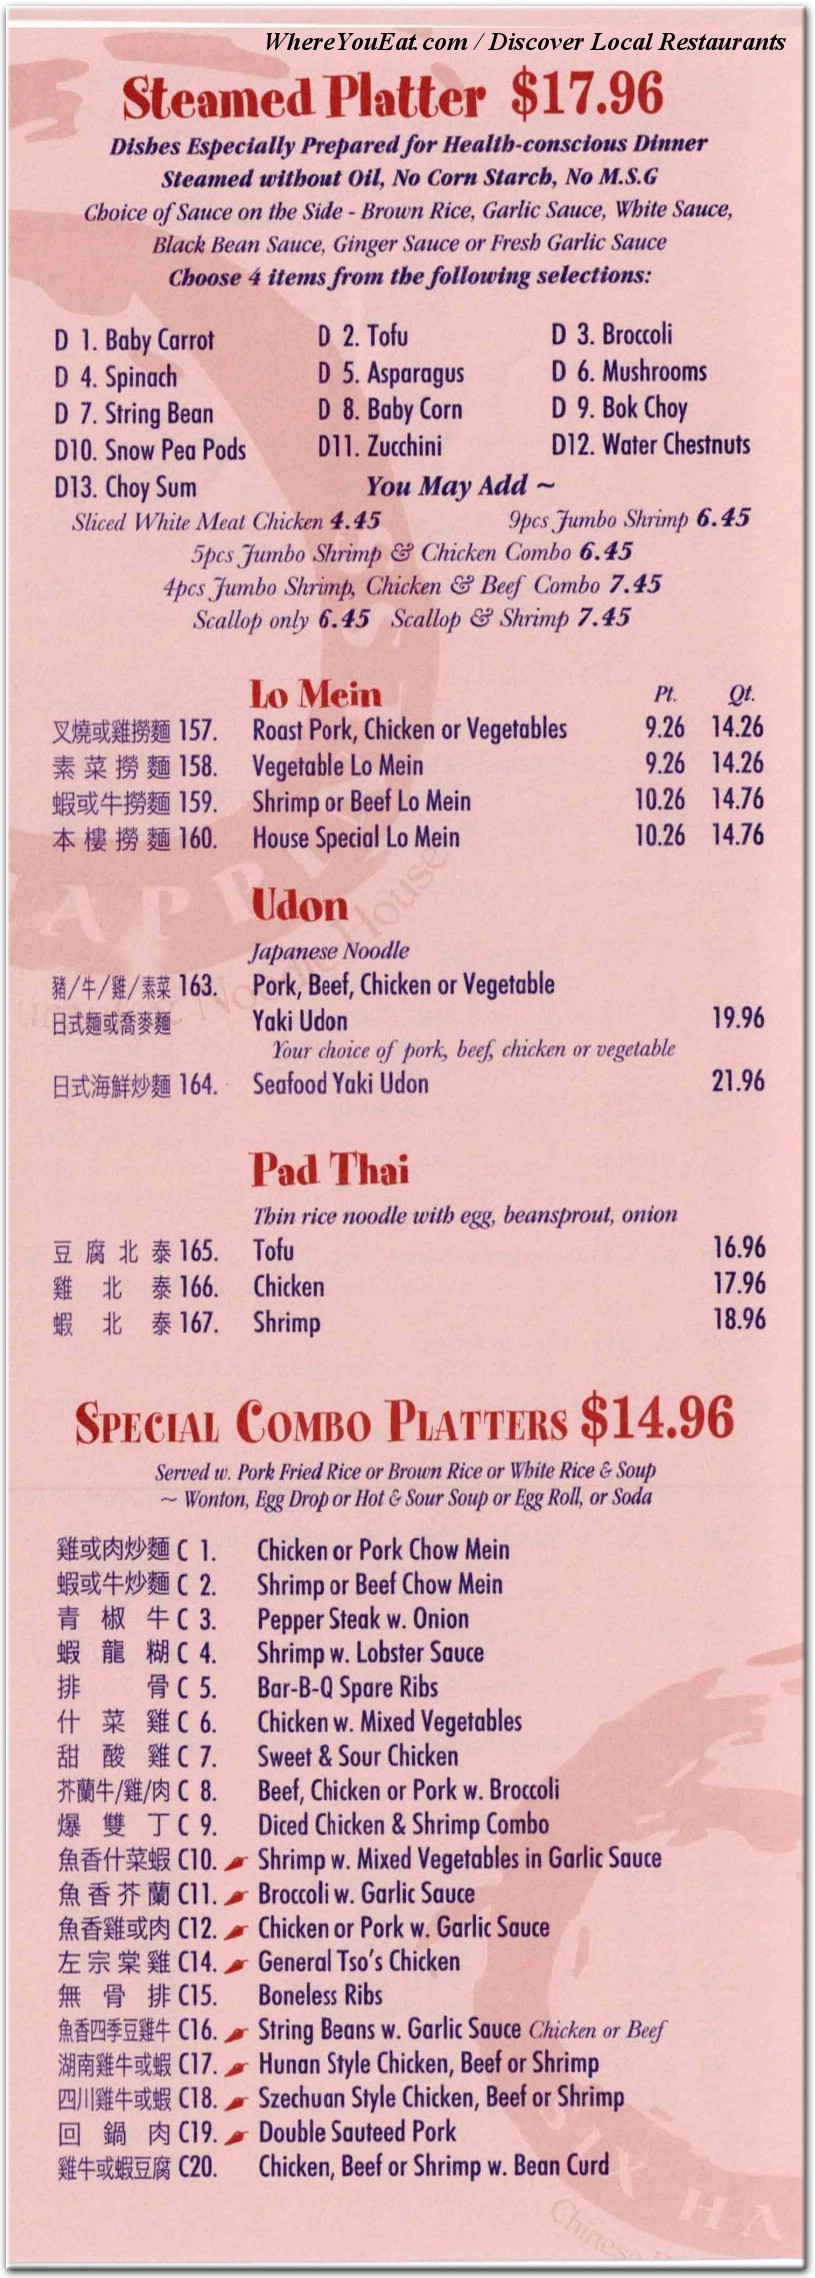 WhereYouEat.com / Discover Local Restaurants
Steamed Platter $17.96
Dishes Especially Prepared for Health-conscious Dinner
Steamed without Oil, No Corn Starch, No M.S.G
Choice of Sauce on the Side - Brown Rice, Garlic Sauce, White Sauce,
Black Bean Sauce, Ginger Sauce or Fresh Garlic Sauce
Choose 4 items from the following selections:
D 1. Baby Carrot D 2. Tofu D 3. Broccoli
D 4. Spinach D 5. Asparagus D 6. Mushrooms
D 7. String Bean D 8. Baby Corn D 9. Bok Choy
D10. Snow Pea Pods D11. Zucchini D12. Water Chestnuts
D13. Choy Sum You May Add ~
Sliced White Meat Chicken 4.45 9pcs Jumbo Shrimp 6.45
5pcs Jumbo Shrimp & Chicken Combo 6.45
4pcs Jumbo Shrimp, Chicken & Beef Combo 7.45
Scallop only 6.45 Scallop & Shrimp 7.45
Lo Mein Pt. Qt.
叉燒或雞撈麵 157. Roast Pork, Chicken or Vegetables 9.26 14.26
素菜撈麵 158. Vegetable Lo Mein 9.26 14.26
蝦或牛撈麵 159. Shrimp or Beef Lo Mein 10.26 14.76
本樓撈麵 160. House Special Lo Mein 10.26 14.76
Udon
Japanese Noodle
豬/牛/雞/素菜 163. Pork, Beef, Chicken or Vegetable
日式麵或喬麥麵 Yaki Udon 19.96
Your choice of pork, beef, chicken or vegetable
日式海鮮炒麵 164. Seafood Yaki Udon 21.96
Pad Thai
Thin rice noodle with egg, beansprout, onion
豆腐北泰 165. Tofu 16.96
雞北泰 166. Chicken 17.96
蝦北泰 167. Shrimp 18.96
SPECIAL COMBO PLATTERS $14.96
Served w. Pork Fried Rice or Brown Rice or White Rice & Soup
~ Wonton, Egg Drop or Hot & Sour Soup or Egg Roll, or Soda
雞或肉炒麵 C 1. Chicken or Pork Chow Mein
蝦或牛炒麵 C 2. Shrimp or Beef Chow Mein
青椒牛 C 3. Pepper Steak w. Onion
蝦龍糊 C 4. Shrimp w. Lobster Sauce
排骨 C 5. Bar-B-Q Spare Ribs
什菜雞 C 6. Chicken w. Mixed Vegetables
甜酸雞 C 7. Sweet & Sour Chicken
芥蘭牛/雞/肉 C 8. Beef, Chicken or Pork w. Broccoli
爆雙丁 C 9. Diced Chicken & Shrimp Combo
魚香什菜蝦 C10. Shrimp w. Mixed Vegetables in Garlic Sauce
魚香芥蘭 C11. Broccoli w. Garlic Sauce
魚香雞或肉 C12. Chicken or Pork w. Garlic Sauce
左宗棠雞 C14. General Tso's Chicken
無骨排 C15. Boneless Ribs
魚香四季豆雞牛 C16. String Beans w. Garlic Sauce Chicken or Beef
湖南雞牛或蝦 C17. Hunan Style Chicken, Beef or Shrimp
四川雞牛或蝦 C18. Szechuan Style Chicken, Beef or Shrimp
回鍋肉 C19. Double Sauteed Pork
雞牛或蝦豆腐 C20. Chicken, Beef or Shrimp w. Bean Curd